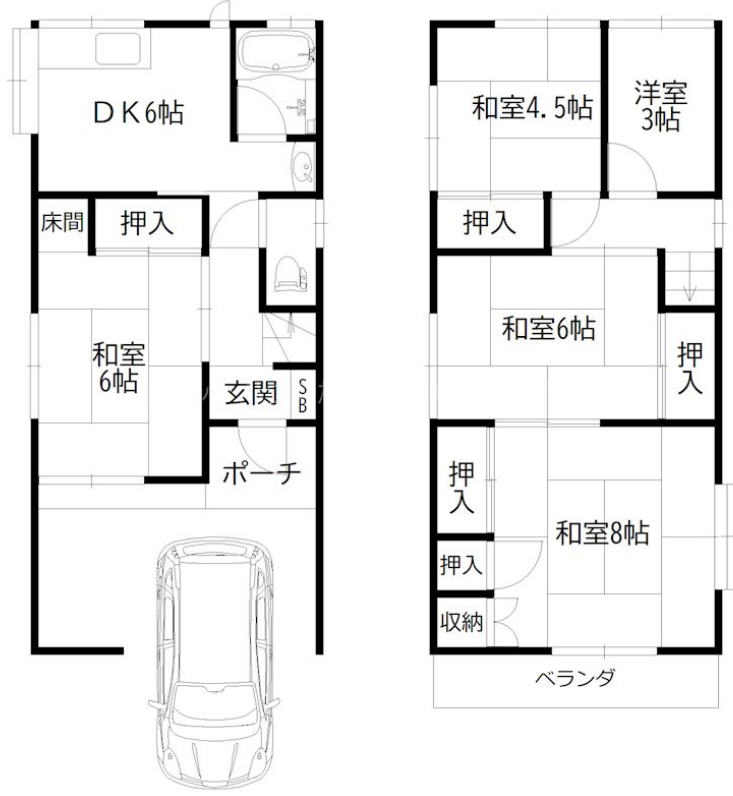 DK6帖
床間
押入
和室
6帖
玄関
SB
ポーチ
和室4.5帖
洋室
3帖
押入
和室6帖
押入
押入
和室8帖
押入
収納
ベランダ